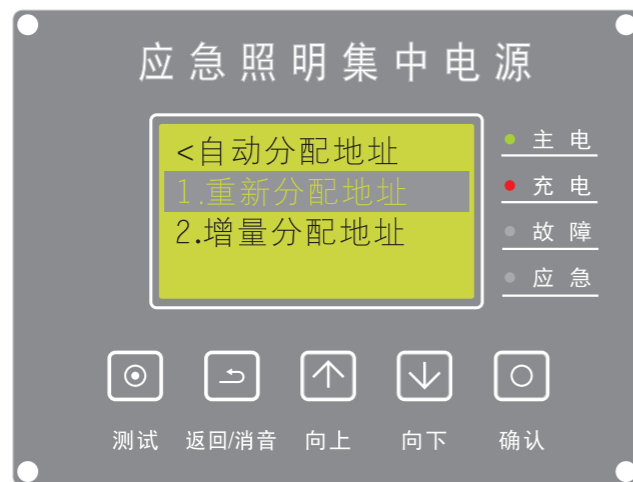 应急照明集中电源
<自动分配地址
1.重新分配地址
2.增量分配地址
主电
充电
故障
应急
测试 返回/消音 向上 向下 确认